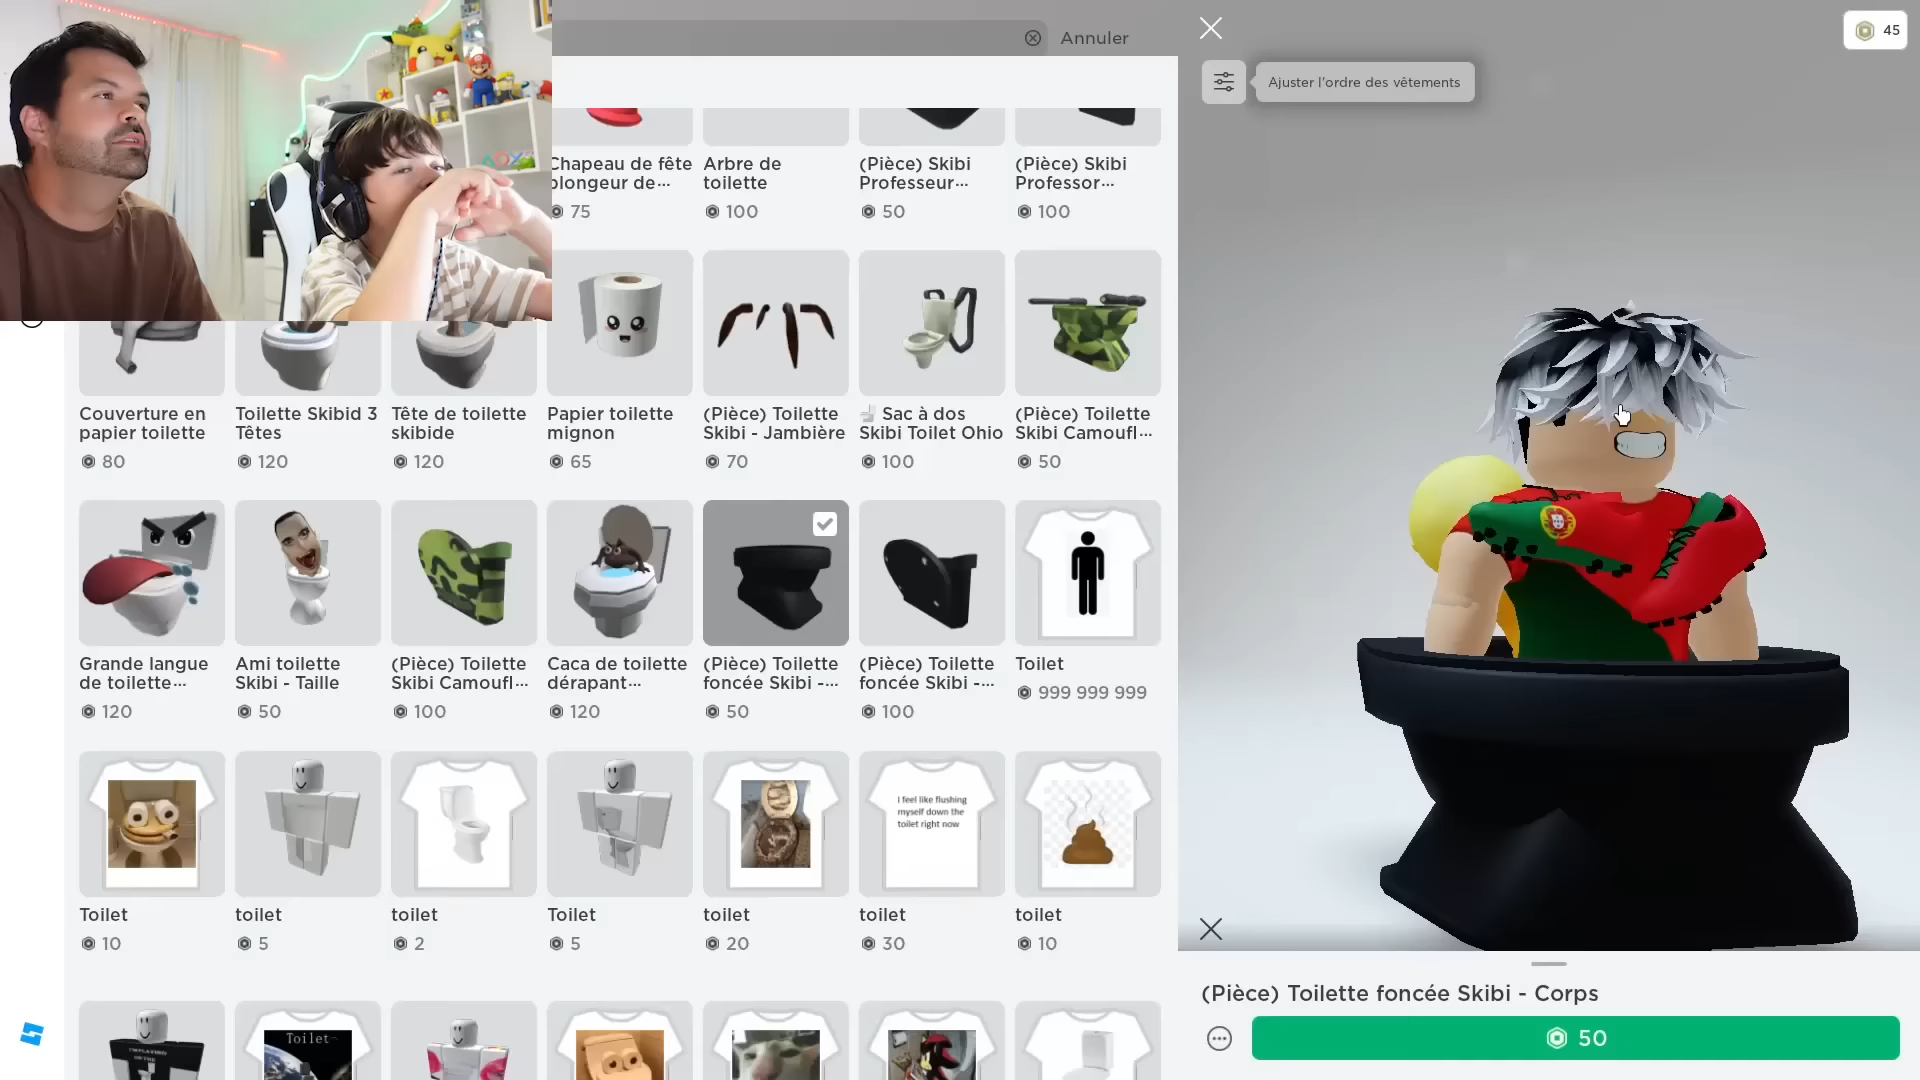 Annuler
45
Ajuster l'ordre des vêtements
Chapeau de fête
plongeur de...
75
Arbre de
toilette
100
(Pièce) Skibi
Professeur...
50
(Pièce) Skibi
Professor...
100
Couverture en
papier toilette
80
Toilette Skibid 3
Têtes
120
Tête de toilette
skibide
120
Papier toilette
mignon
65
(Pièce) Toilette
Skibi - Jambière
70
Sac à dos
Skibi Toilet Ohio
100
(Pièce) Toilette
Skibi Camoufl...
50
Grande langue
de toilette...
120
Ami toilette
Skibi - Taille
50
(Pièce) Toilette
Skibi Camoufl...
100
Caca de toilette
dérapant...
120
(Pièce) Toilette
foncée Skibi -...
50
(Pièce) Toilette
foncée Skibi -...
100
Toilet
999 999 999
I feel like flushing
myself down the
toilet right now
Toilet
10
toilet
5
toilet
2
Toilet
5
toilet
20
toilet
30
toilet
10
Toilet
(Pièce) Toilette foncée Skibi - Corps
50